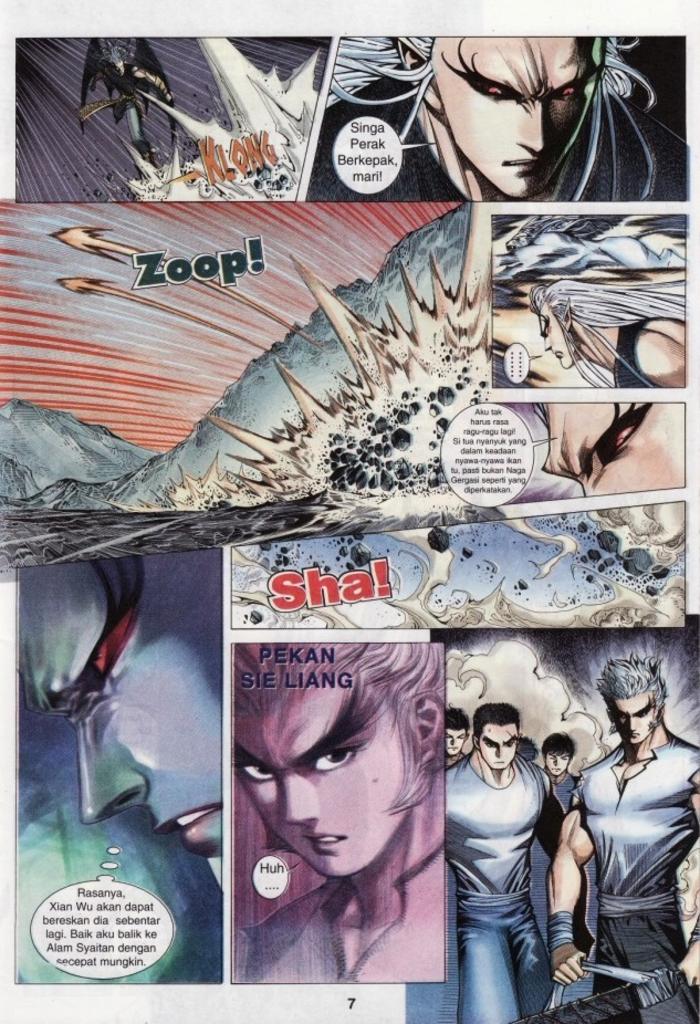 KLONG
Singa
Perak
Berkepak,
mari!
Zoop!
.......
Aku tak
harus rasa
ragu-ragu lagi!
Si tua nyanyuk yang
dalam keadaan
nyawa-nyawa ikan
tu, pasti bukan Naga
Gergasi seperti yang
diperkatakan.
Sha!
Rasanya,
Xian Wu akan dapat
bereskan dia sebentar
lagi. Baik aku balik ke
Alam Syaitan dengan
secepat mungkin.
PEKAN
SIE LIANG
Huh
....
7